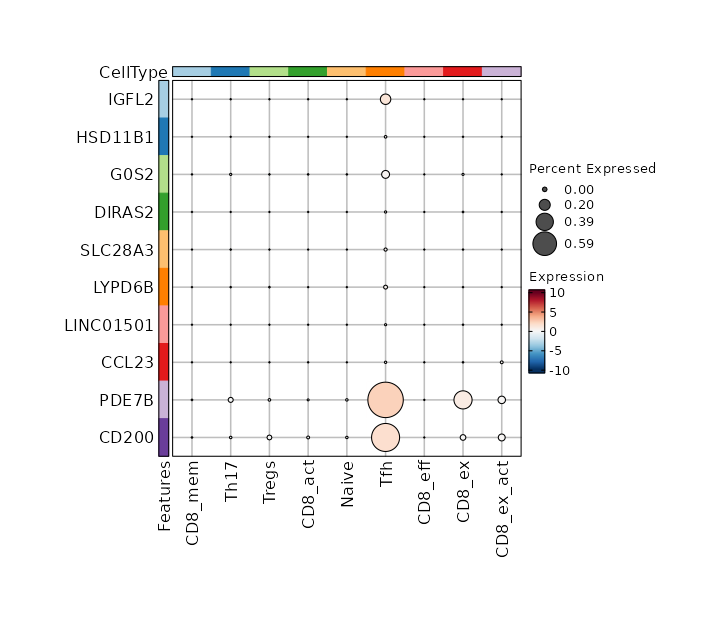 CellType
IGFL2
HSD11B1
G0S2
DIRAS2
SLC28A3
LYPD6B
LINC01501
CCL23
PDE7B
CD200
Features
CD8_mem
Th17
Tregs
CD8_act
Naive
Tfh
CD8_eff
CD8_ex
CD8_ex_act
Percent Expressed
0.00
0.20
0.39
0.59
Expression
10
5
0
-5
-10